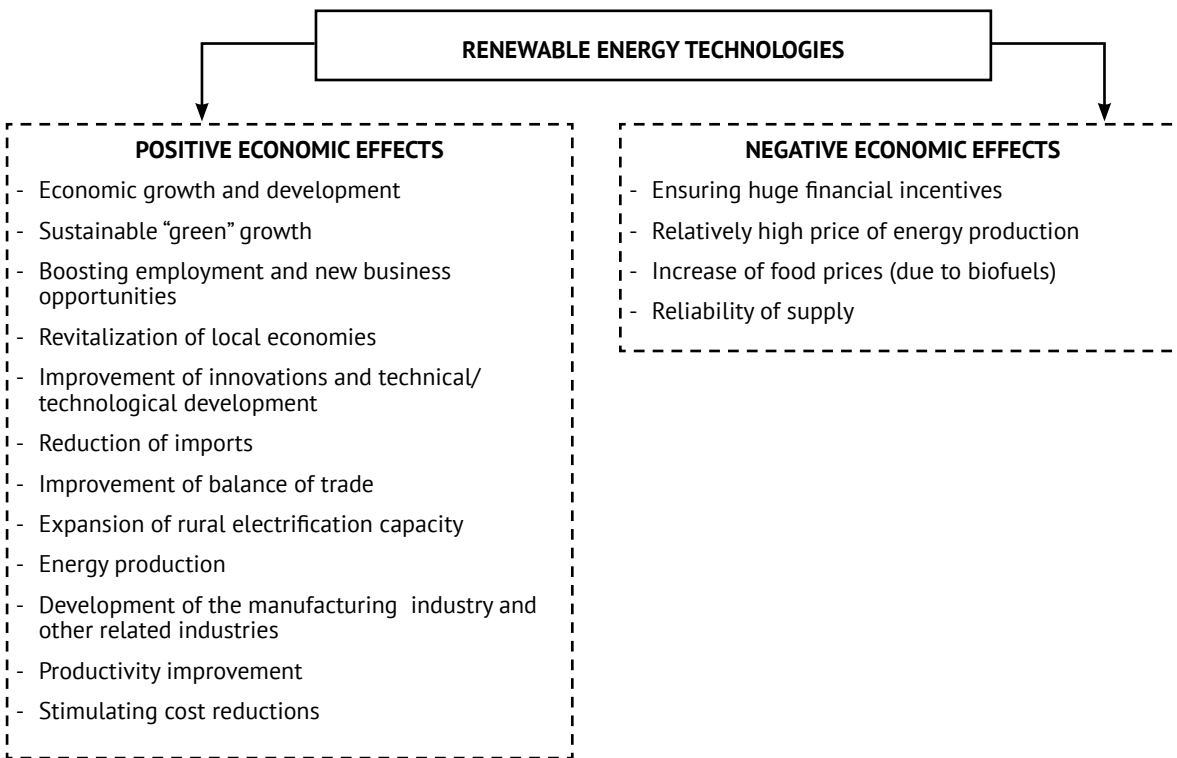 RENEWABLE ENERGY TECHNOLOGIES
POSITIVE ECONOMIC EFFECTS
- Economic growth and development
- Sustainable “green” growth
- Boosting employment and new business
opportunities
- Revitalization of local economies
- Improvement of innovations and technical/
technological development
- Reduction of imports
- Improvement of balance of trade
- Expansion of rural electrification capacity
- Energy production
- Development of the manufacturing industry and
other related industries
- Productivity improvement
- Stimulating cost reductions
NEGATIVE ECONOMIC EFFECTS
- Ensuring huge financial incentives
- Relatively high price of energy production
- Increase of food prices (due to biofuels)
- Reliability of supply